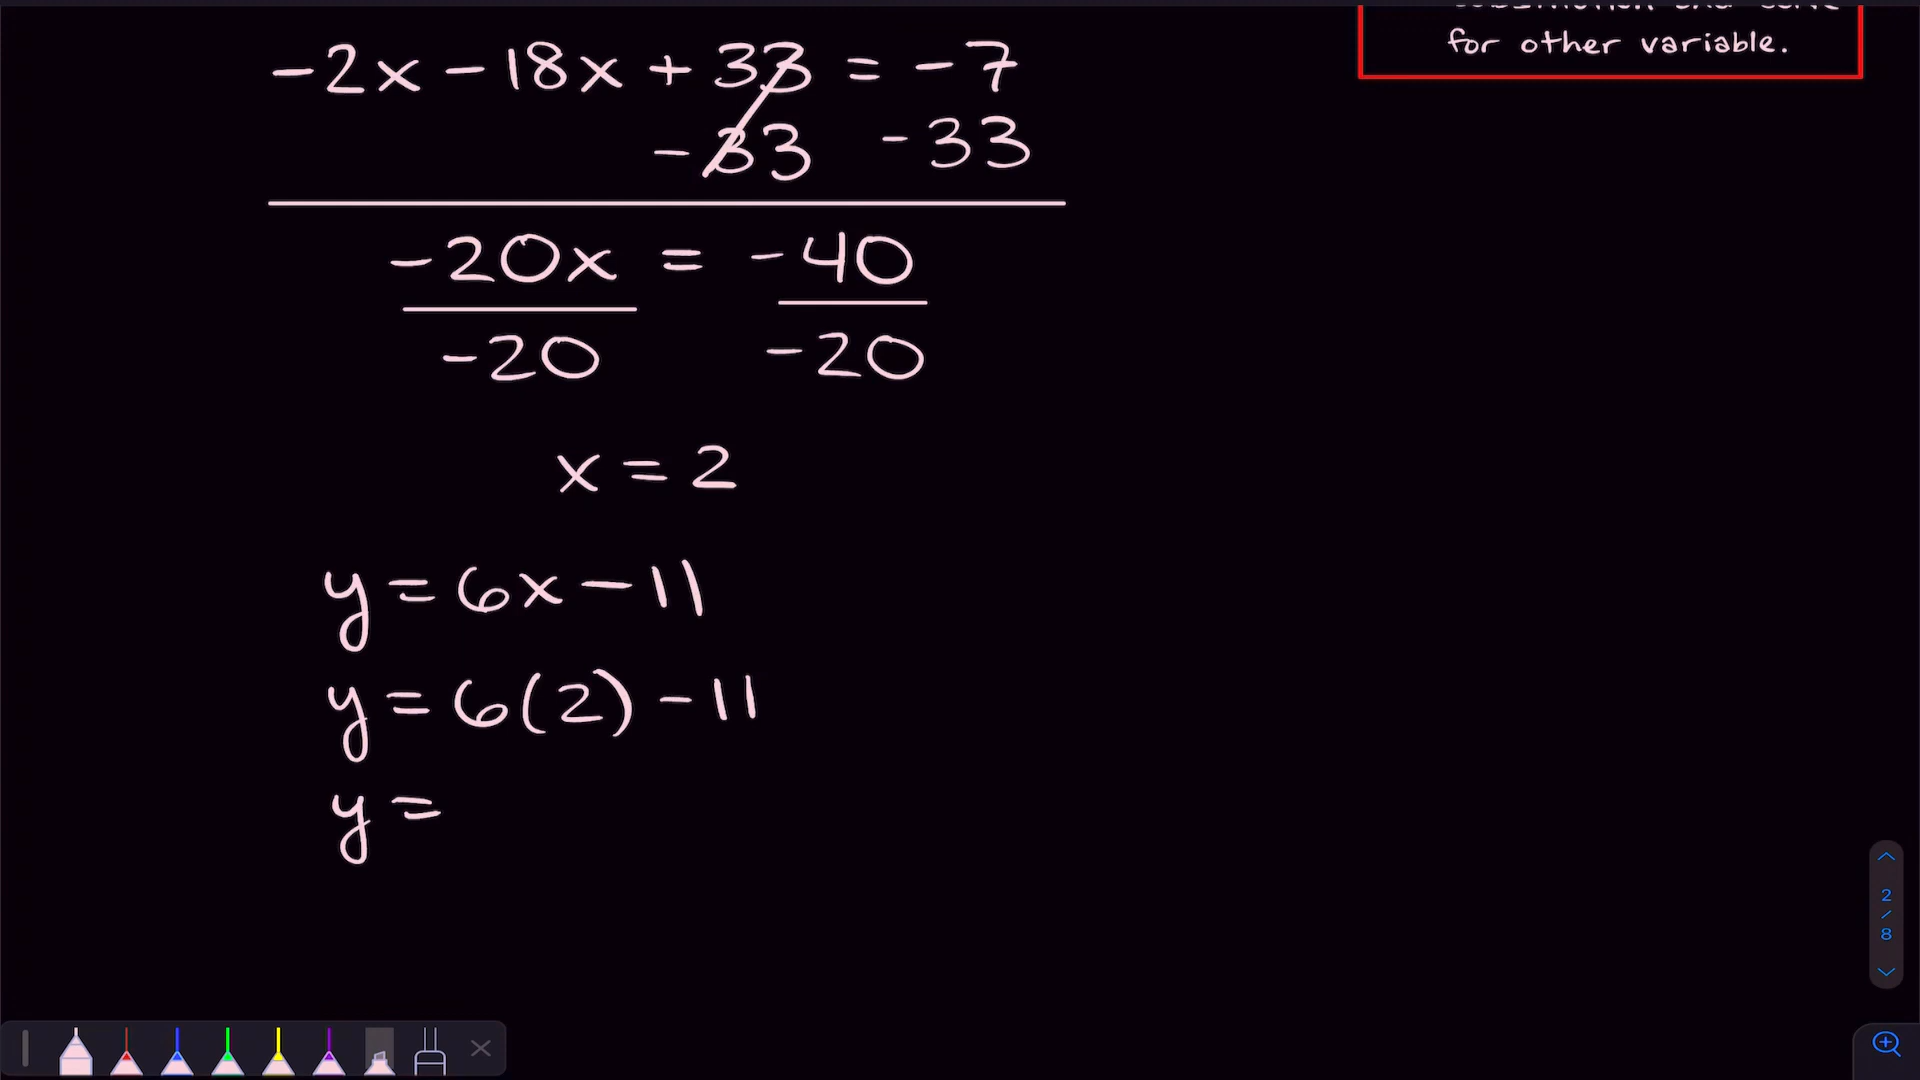 for other variable.
-2x - 18x + 33 = -7
-33 -33
-20x = -40
-20 -20
x = 2
y = 6x - 11
y = 6(2) - 11
y =
2
/
8